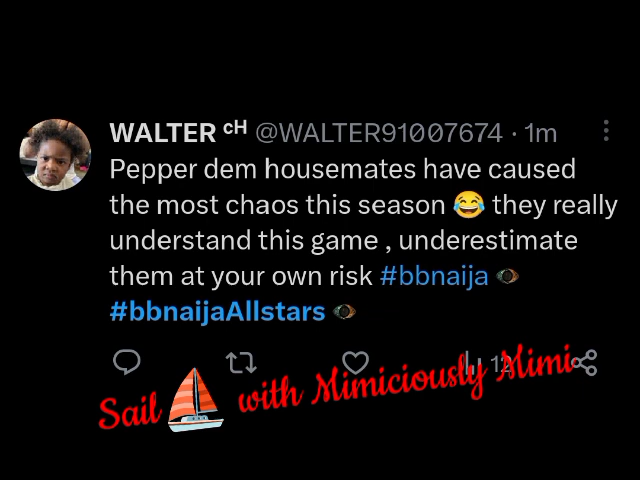 WALTER ᶜᴴ @WALTER91007674 · 1m
Pepper dem housemates have caused
the most chaos this season 😂 they really
understand this game , underestimate
them at your own risk #bbnaija
#bbnaijaAllstars
12
Sail with Mimiciously Mimi